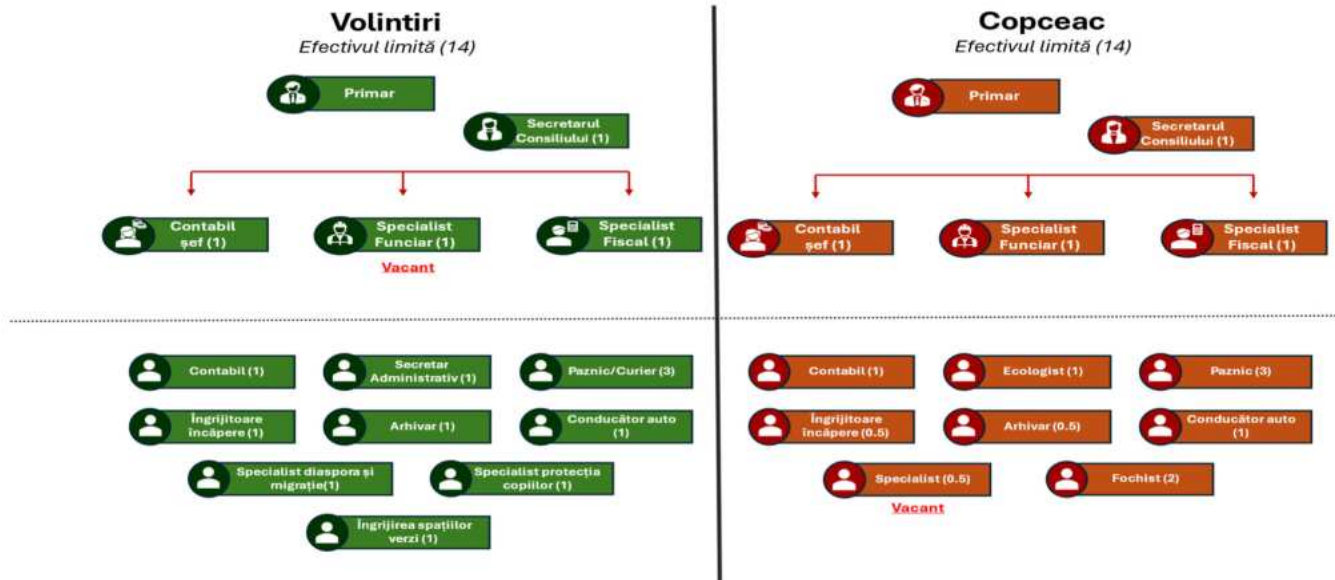 Volintiri
Efectivul limită (14)
Primar
Secretarul
Consiliului (1)
Contabil
șef (1)
Specialist
Funciar (1)
Vacant
Specialist
Fiscal (1)
Contabil (1)
Secretar
Administrativ (1)
Paznic/Curier (3)
Îngrijitoare
încăpere (1)
Arhivar (1)
Conducător auto
(1)
Specialist diaspora și
migrație(1)
Specialist protecția
copiilor (1)
Îngrijirea spațiilor
verzi (1)
Copceac
Efectivul limită (14)
Primar
Secretarul
Consiliului (1)
Contabil
șef (1)
Specialist
Funciar (1)
Specialist
Fiscal (1)
Contabil (1)
Ecologist (1)
Paznic (3)
Îngrijitoare
încăpere (0.5)
Arhivar (0.5)
Conducător auto
(1)
Specialist (0.5)
Vacant
Fochist (2)